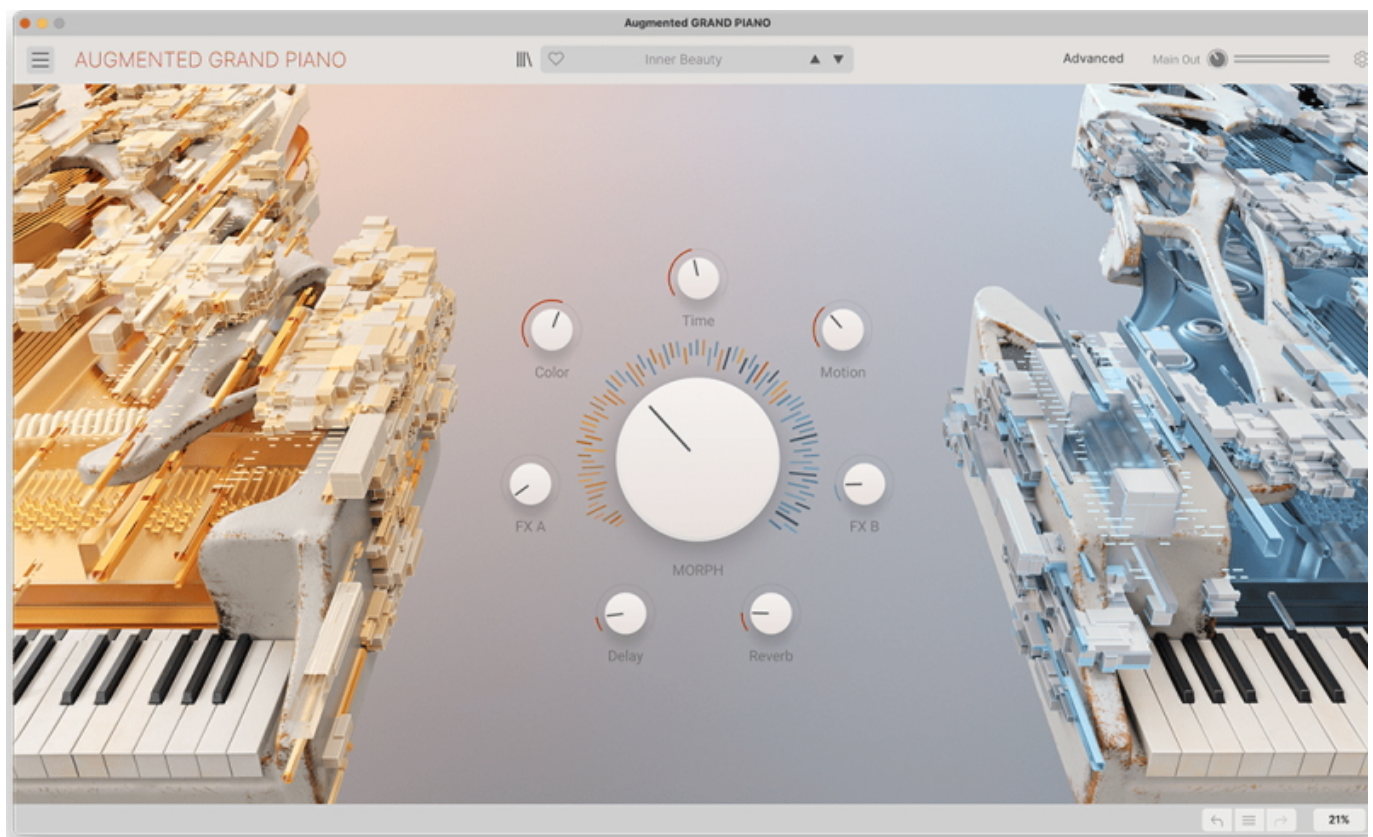 Augmented GRAND PIANO
AUGMENTED GRAND PIANO
Inner Beauty
Advanced
Main Out
Time
Color
Motion
FX A
FX B
MORPH
Delay
Reverb
21%